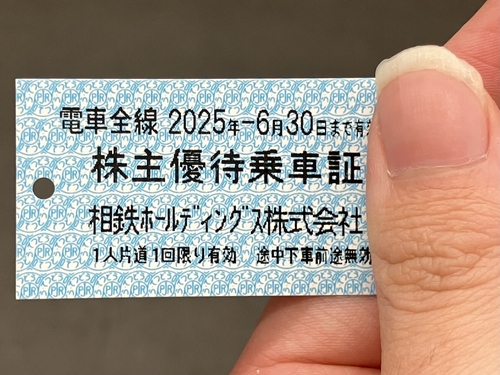 電車全線 2025年-6月30日まで有効
株主優待乗車証
相鉄ホールディングス株式会社
1人片道1回限り有効 途中下車前途無効